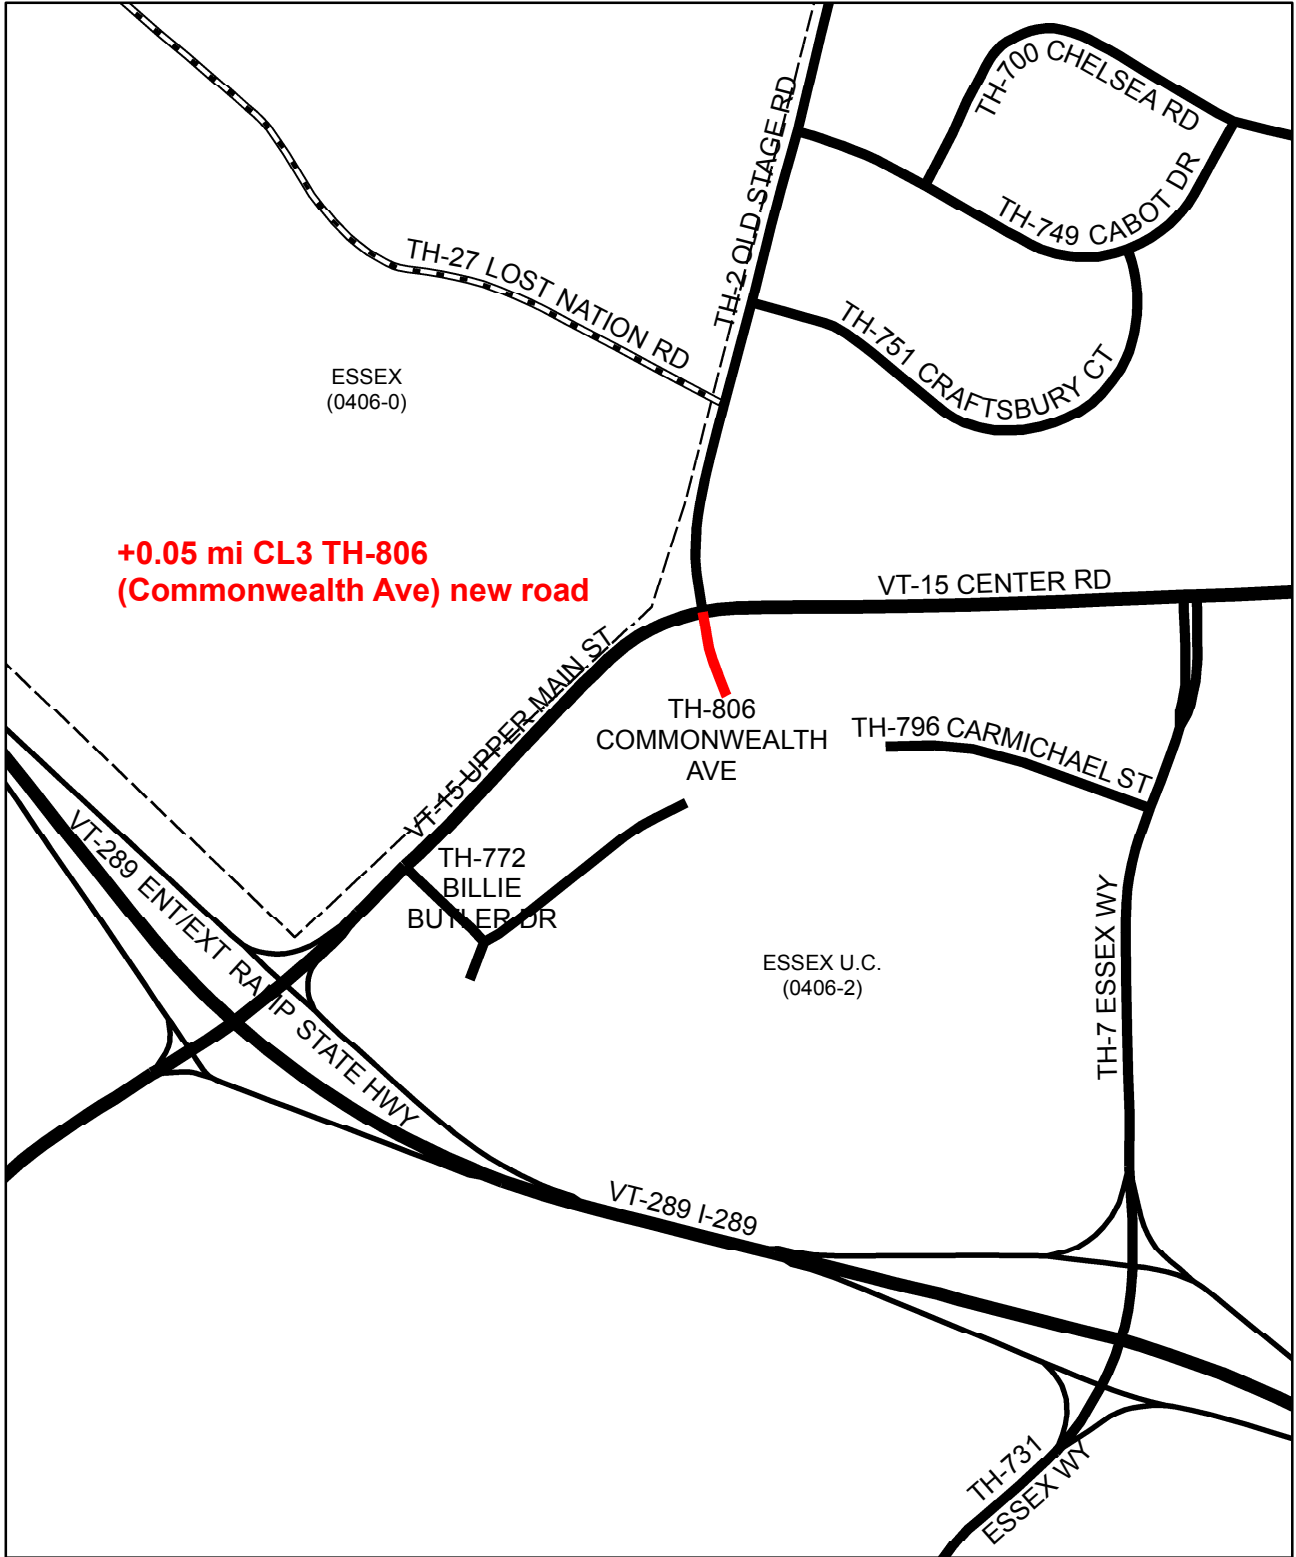 TH-700 CHELSEA RD
TH-2 OLD STAGE RD
TH-749 CABOT DR
TH-27 LOST NATION RD
TH-751 CRAFTSBURY CT
ESSEX
(0406-0)
+0.05 mi CL3 TH-806
(Commonwealth Ave) new road
VT-15 CENTER RD
VT-15 UPPER MAIN ST
TH-806
COMMONWEALTH
AVE
TH-796 CARMICHAEL ST
VT-289 ENT/EXT RAMP STATE HWY
TH-772
BILLIE
BUTLER DR
ESSEX U.C.
(0406-2)
TH-7 ESSEX WY
VT-289 I-289
TH-731
ESSEX WY